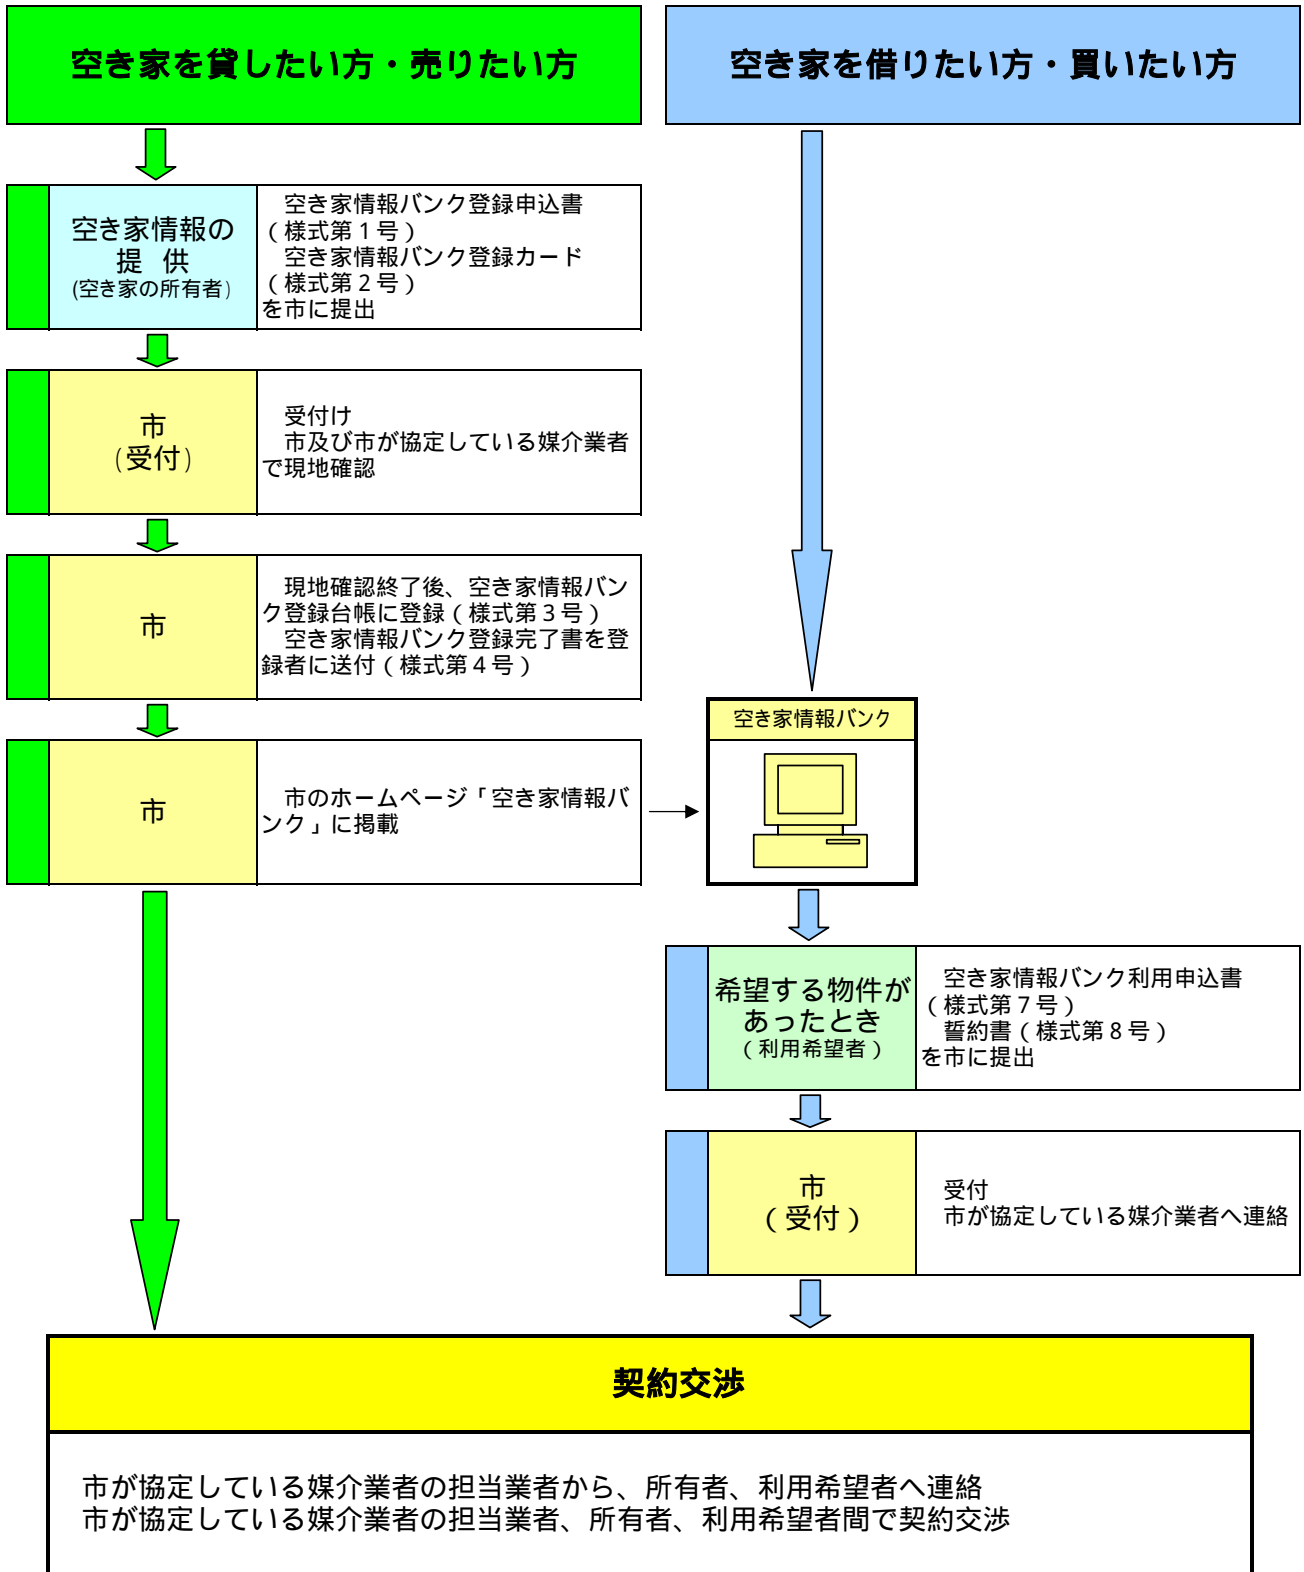 空き家を貸したい方・売りたい方
空き家を借りたい方・買いたい方
空き家情報の
提 供
(空き家の所有者)
空き家情報バンク登録申込書
(様式第1号)
空き家情報バンク登録カード
(様式第2号)
を市に提出
市
(受付)
受付け
市及び市が協定している媒介業者
で現地確認
市
現地確認終了後、空き家情報バン
ク登録台帳に登録(様式第3号)
空き家情報バンク登録完了書を登
録者に送付(様式第4号)
市
市のホームページ「空き家情報バ
ンク」に掲載
空き家情報バンク
希望する物件が
あったとき
(利用希望者)
空き家情報バンク利用申込書
(様式第7号)
誓約書(様式第8号)
を市に提出
市
(受付)
受付
市が協定している媒介業者へ連絡
契約交渉
市が協定している媒介業者の担当業者から、所有者、利用希望者へ連絡
市が協定している媒介業者の担当業者、所有者、利用希望者間で契約交渉